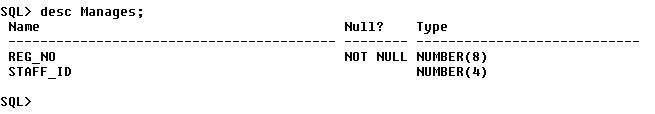 SQL> desc Manages;
 Name                                      Null?    Type
 ----------------------------------------- -------- ----------------------------
 REG_NO                                    NOT NULL NUMBER(8)
 STAFF_ID                                           NUMBER(4)
SQL>